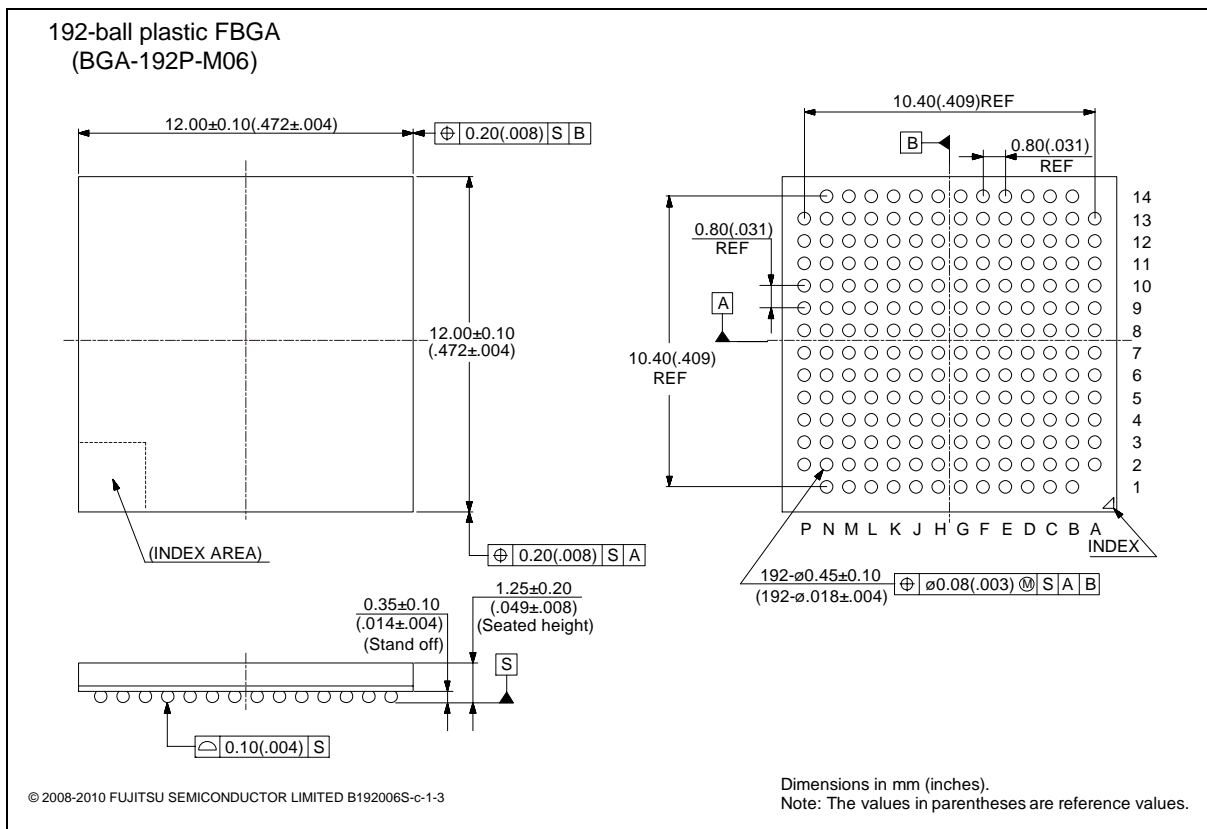 192-ball plastic FBGA
(BGA-192P-M06)
12.00±0.10(.472±.004)
⌖ 0.20(.008) S B
12.00±0.10
(.472±.004)
(INDEX AREA)
⌖ 0.20(.008) S A
10.40(.409)REF
B
0.80(.031)
REF
0.80(.031)
REF
A
10.40(.409)
REF
14
13
12
11
10
9
8
7
6
5
4
3
2
1
P N M L K J H G F E D C B A
INDEX
192-ø0.45±0.10
(192-ø.018±.004)
⌖ ø0.08(.003) Ⓜ S A B
0.35±0.10
(.014±.004)
(Stand off)
1.25±0.20
(.049±.008)
(Seated height)
S
⌓ 0.10(.004) S
© 2008-2010 FUJITSU SEMICONDUCTOR LIMITED B192006S-c-1-3
Dimensions in mm (inches).
Note: The values in parentheses are reference values.